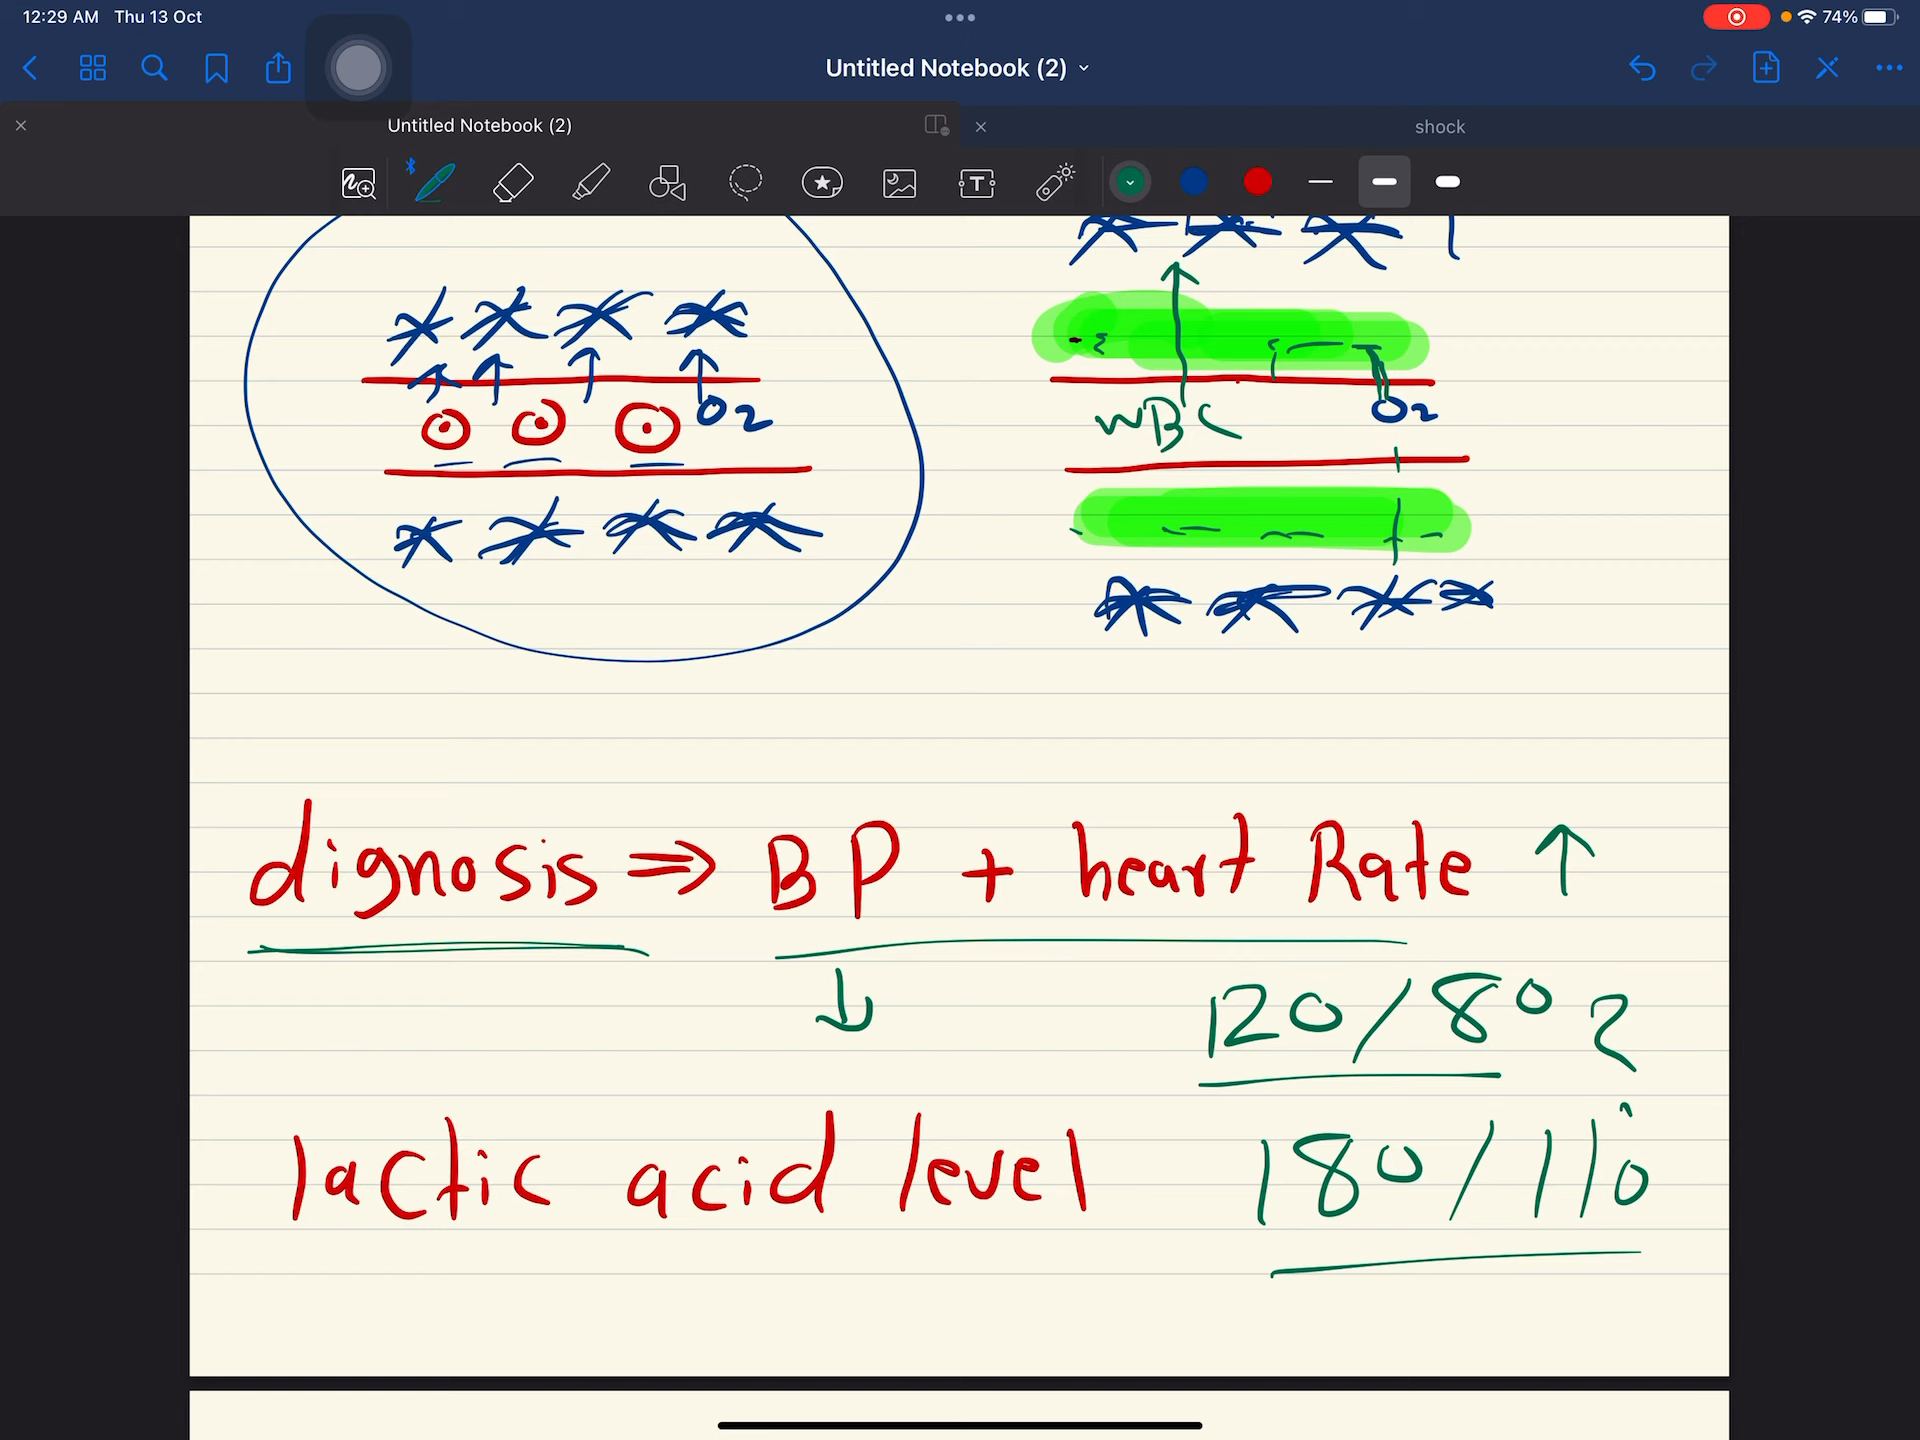 12:29 AM Thu 13 Oct
74%
Untitled Notebook (2)
Untitled Notebook (2)
shock
T
O2
WBC
O2
dignosis ⇒ BP + heart Rate ↑
↓
120/80 ?
lactic acid level
180/110